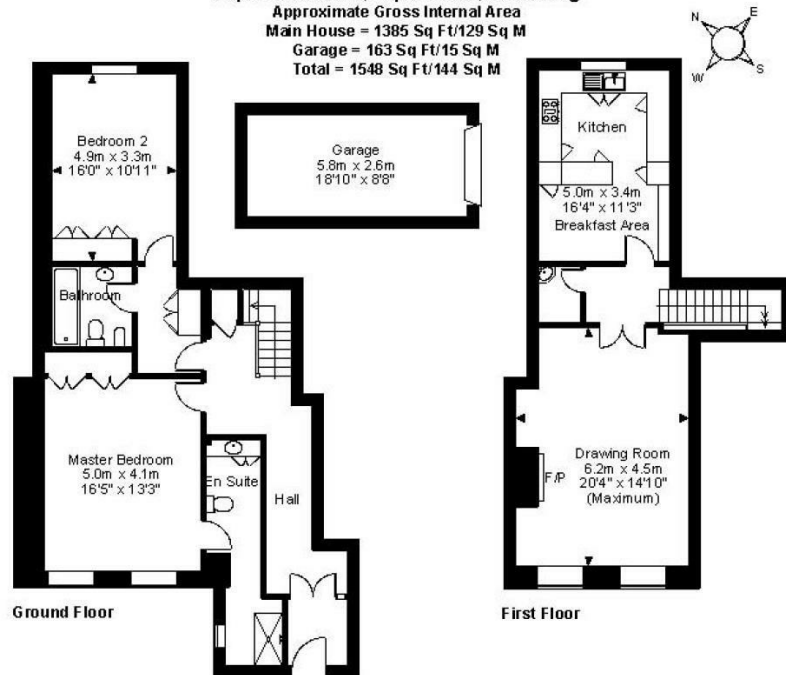 Approximate Gross Internal Area
Main House = 1385 Sq Ft/129 Sq M
Garage = 163 Sq Ft/15 Sq M
Total = 1548 Sq Ft/144 Sq M
N
E
W
S
Bedroom 2
4.9m x 3.3m
16'0" x 10'11"
Garage
5.8m x 2.6m
18'10" x 8'8"
Kitchen
5.0m x 3.4m
16'4" x 11'3"
Breakfast Area
Bathroom
Master Bedroom
5.0m x 4.1m
16'5" x 13'3"
En Suite
Hall
F/P
Drawing Room
6.2m x 4.5m
20'4" x 14'10"
(Maximum)
Ground Floor
First Floor